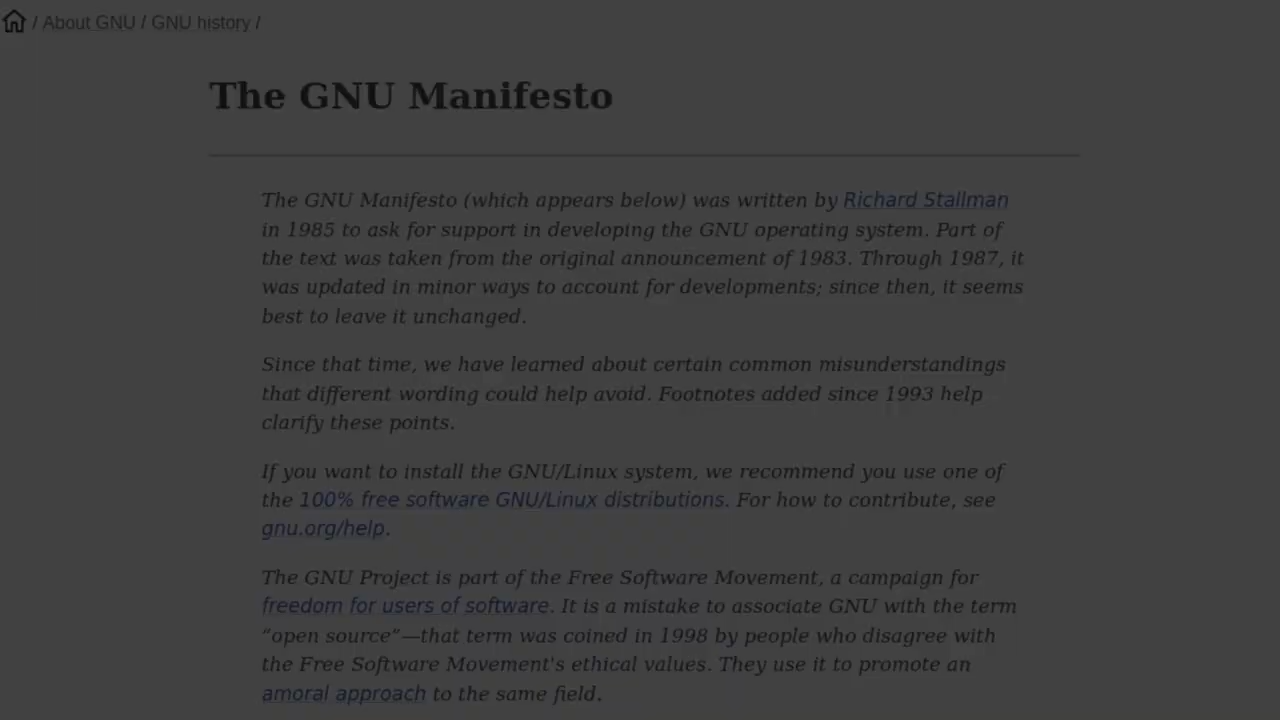 / About GNU / GNU history /
The GNU Manifesto
The GNU Manifesto (which appears below) was written by Richard Stallman
in 1985 to ask for support in developing the GNU operating system. Part of
the text was taken from the original announcement of 1983. Through 1987, it
was updated in minor ways to account for developments; since then, it seems
best to leave it unchanged.
Since that time, we have learned about certain common misunderstandings
that different wording could help avoid. Footnotes added since 1993 help
clarify these points.
If you want to install the GNU/Linux system, we recommend you use one of
the 100% free software GNU/Linux distributions. For how to contribute, see
gnu.org/help.
The GNU Project is part of the Free Software Movement, a campaign for
freedom for users of software. It is a mistake to associate GNU with the term
“open source”—that term was coined in 1998 by people who disagree with
the Free Software Movement's ethical values. They use it to promote an
amoral approach to the same field.